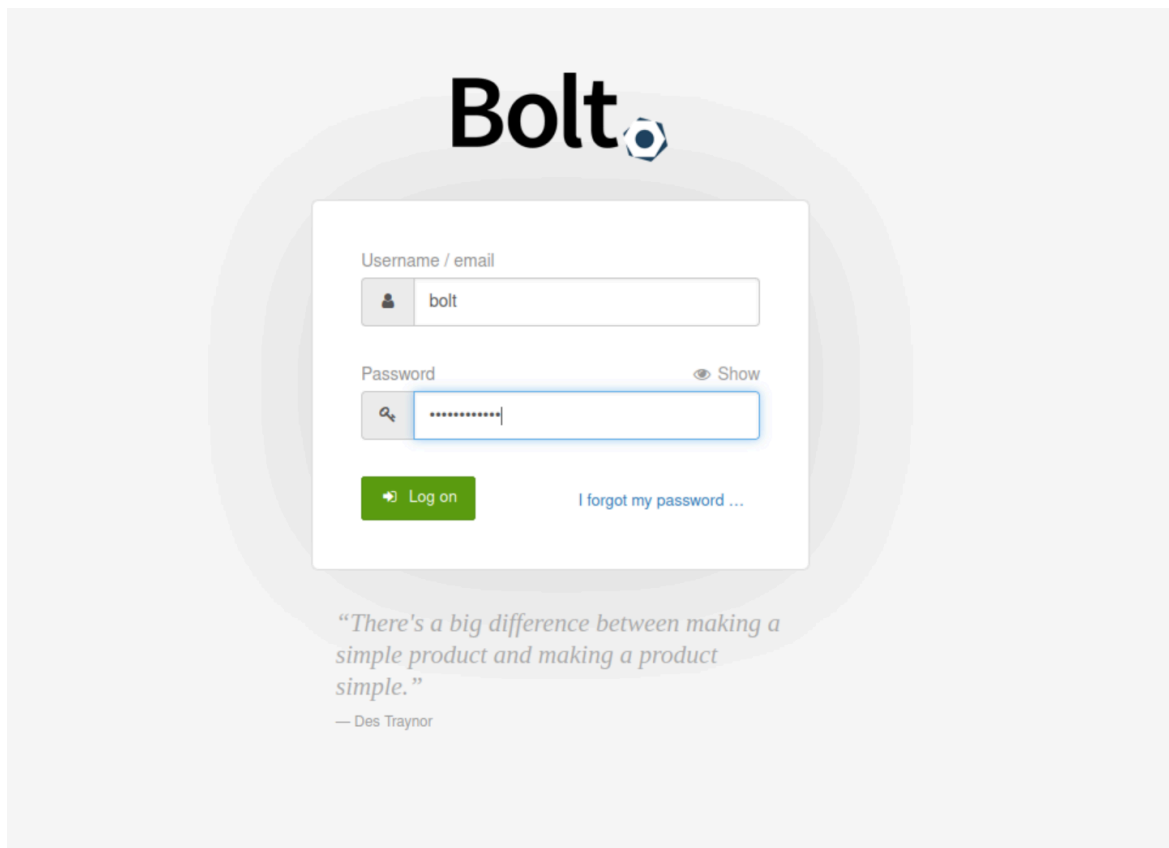 Bolt
Username / email
bolt
Password
Show
••••••••••••
Log on
I forgot my password …
“There's a big difference between making a
simple product and making a product
simple.”
— Des Traynor